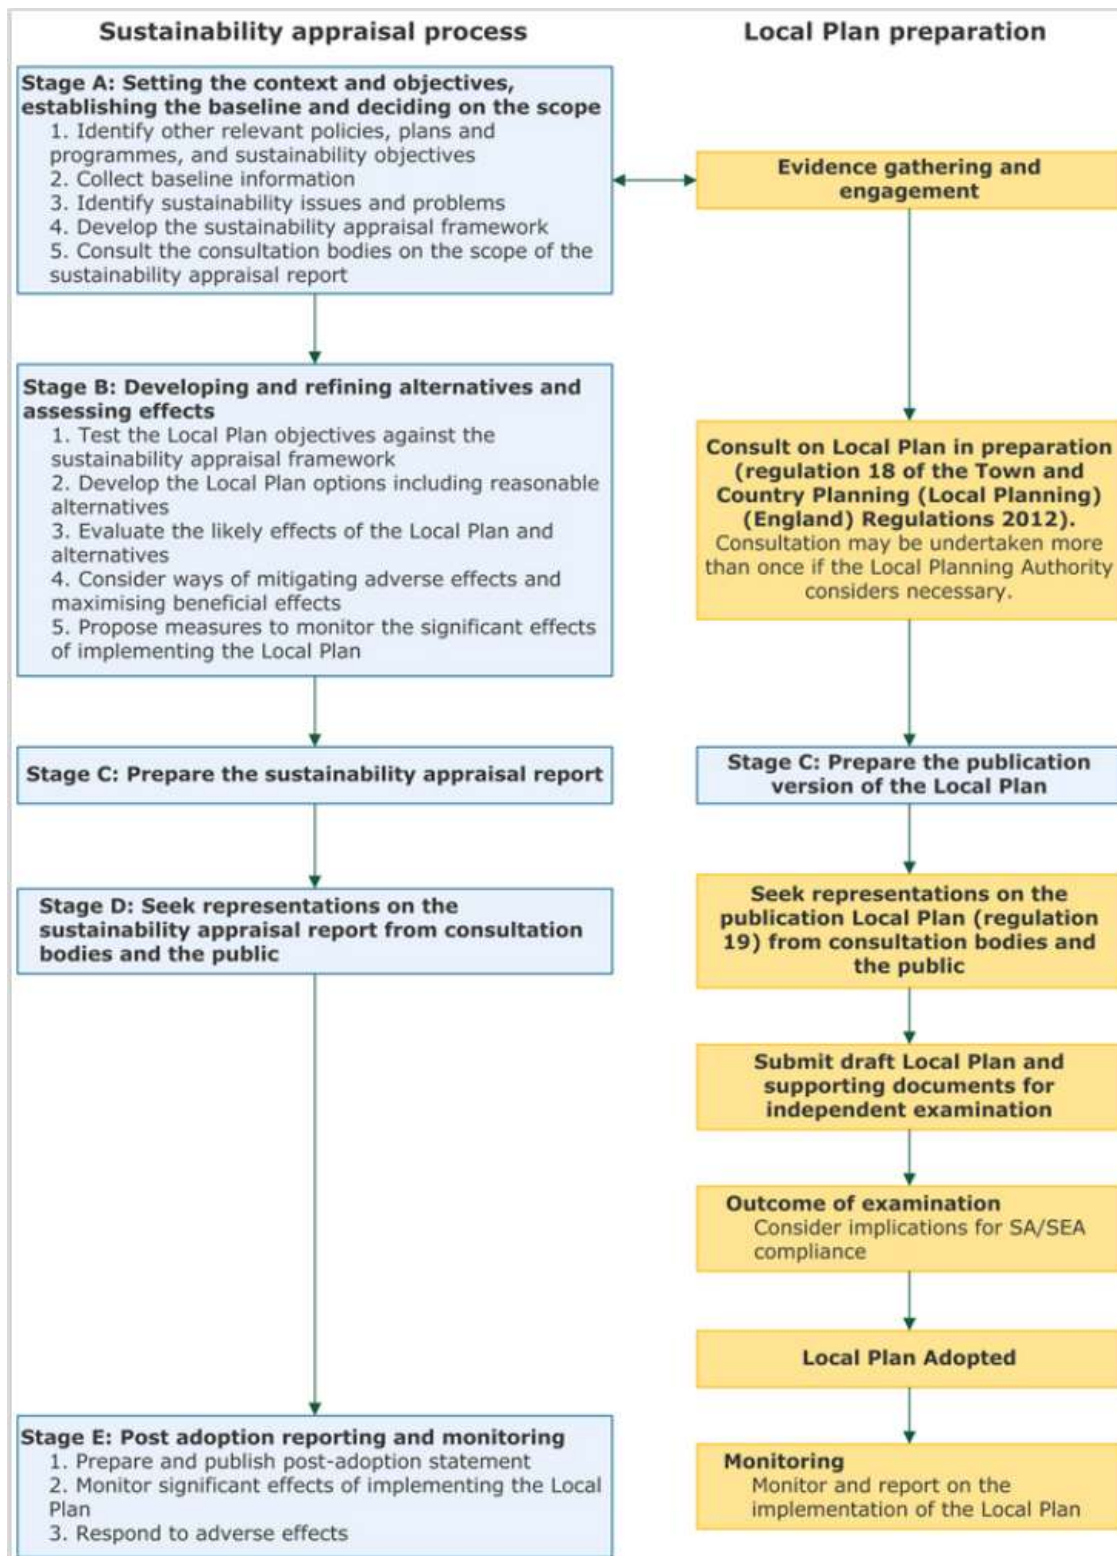 Sustainability appraisal process
Local Plan preparation
Stage A: Setting the context and objectives,
establishing the baseline and deciding on the scope
1. Identify other relevant policies, plans and
programmes, and sustainability objectives
2. Collect baseline information
3. Identify sustainability issues and problems
4. Develop the sustainability appraisal framework
5. Consult the consultation bodies on the scope of the
sustainability appraisal report
Evidence gathering and
engagement
Stage B: Developing and refining alternatives and
assessing effects
1. Test the Local Plan objectives against the
sustainability appraisal framework
2. Develop the Local Plan options including reasonable
alternatives
3. Evaluate the likely effects of the Local Plan and
alternatives
4. Consider ways of mitigating adverse effects and
maximising beneficial effects
5. Propose measures to monitor the significant effects
of implementing the Local Plan
Consult on Local Plan in preparation
(regulation 18 of the Town and
Country Planning (Local Planning)
(England) Regulations 2012).
Consultation may be undertaken more
than once if the Local Planning Authority
considers necessary.
Stage C: Prepare the sustainability appraisal report
Stage C: Prepare the publication
version of the Local Plan
Stage D: Seek representations on the
sustainability appraisal report from consultation
bodies and the public
Seek representations on the
publication Local Plan (regulation
19) from consultation bodies and
the public
Submit draft Local Plan and
supporting documents for
independent examination
Outcome of examination
Consider implications for SA/SEA
compliance
Local Plan Adopted
Stage E: Post adoption reporting and monitoring
1. Prepare and publish post-adoption statement
2. Monitor significant effects of implementing the Local
Plan
3. Respond to adverse effects
Monitoring
Monitor and report on the
implementation of the Local Plan